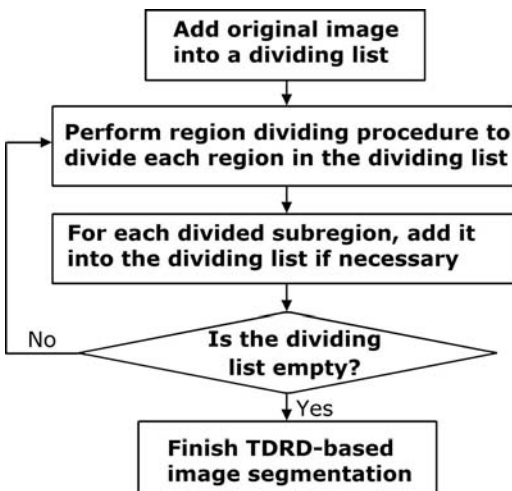 Add original image
into a dividing list
Perform region dividing procedure to
divide each region in the dividing list
For each divided subregion, add it
into the dividing list if necessary
No
Is the dividing
list empty?
Yes
Finish TDRD-based
image segmentation